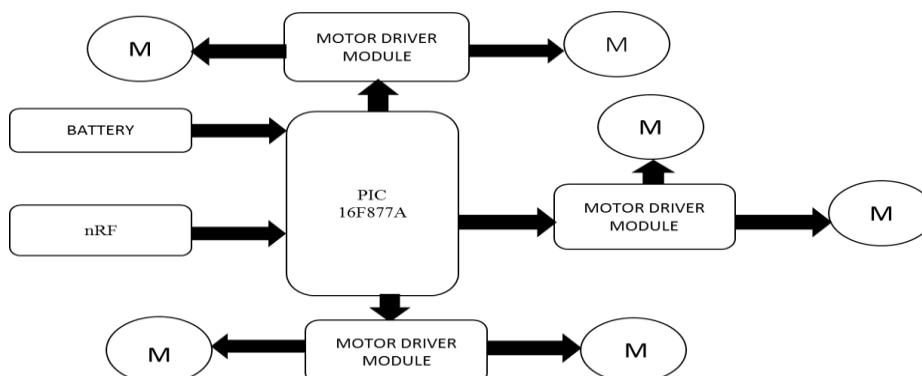 M
MOTOR DRIVER
MODULE
M
BATTERY
M
PIC
16F877A
nRF
MOTOR DRIVER
MODULE
M
M
MOTOR DRIVER
MODULE
M